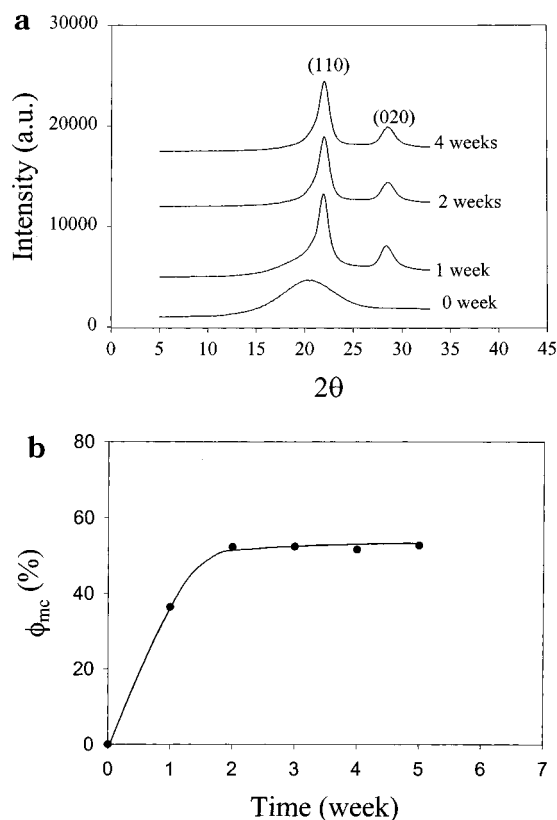 a
30000
20000
10000
0
Intensity (a.u.)
(110)
(020)
4 weeks
2 weeks
1 week
0 week
0 5 10 15 20 25 30 35 40 45
2θ
b
80
60
40
20
0
ϕmc (%)
0 1 2 3 4 5 6 7
Time (week)